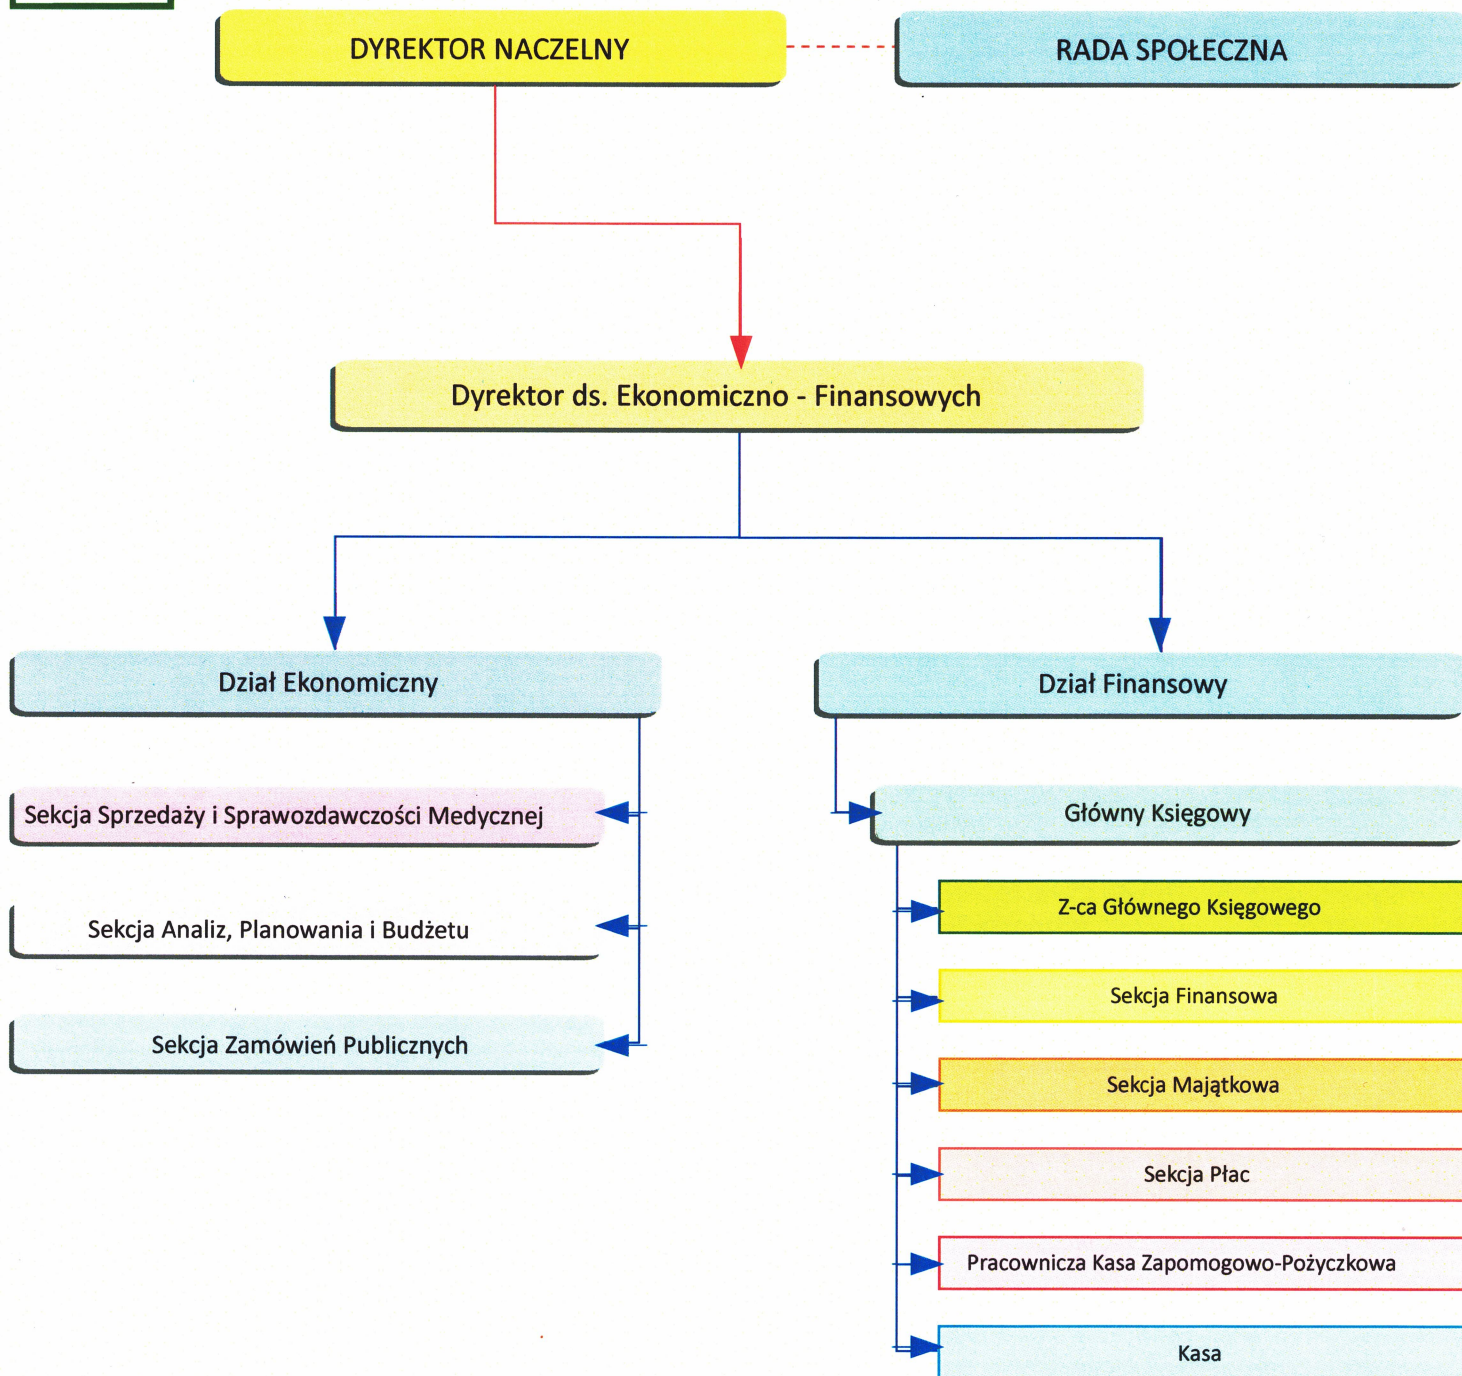 DYREKTOR NACZELNY
RADA SPOŁECZNA
Dyrektor ds. Ekonomiczno - Finansowych
Dział Ekonomiczny
Dział Finansowy
Sekcja Sprzedaży i Sprawozdawczości Medycznej
Główny Księgowy
Sekcja Analiz, Planowania i Budżetu
Z-ca Głównego Księgowego
Sekcja Finansowa
Sekcja Zamówień Publicznych
Sekcja Majątkowa
Sekcja Płac
Pracownicza Kasa Zapomogowo-Pożyczkowa
Kasa